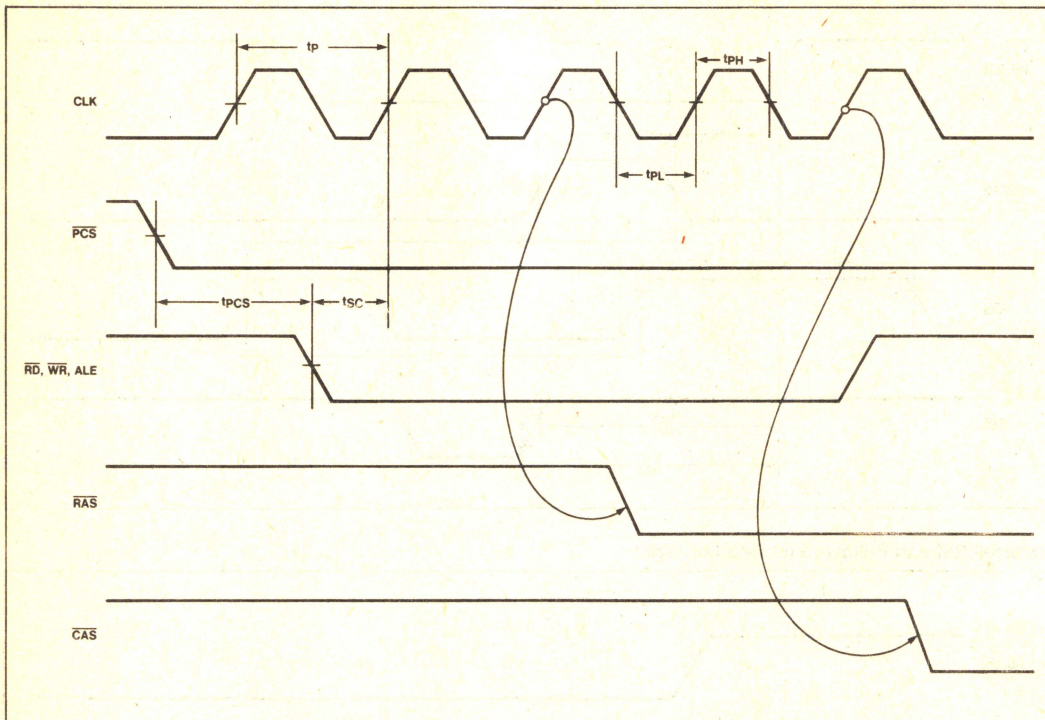 tP
tPH
CLK
tPL
PCS
tPCS
tSC
RD, WR, ALE
RAS
CAS